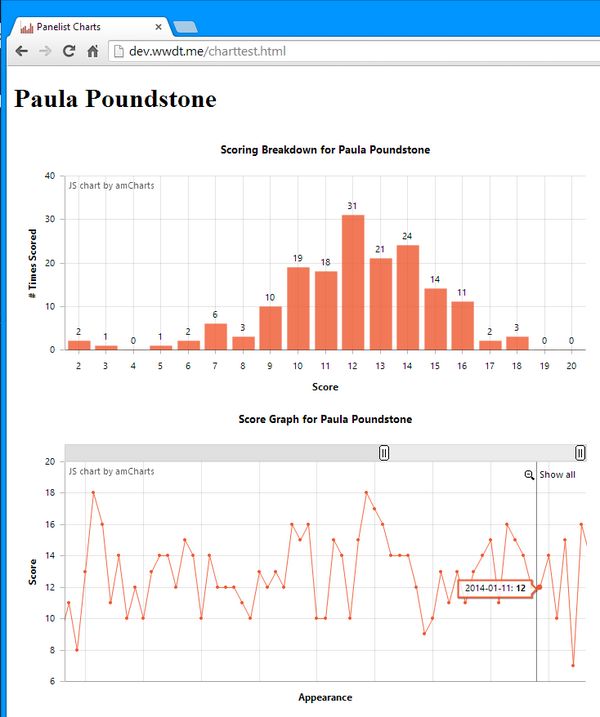 Panelist Charts
dev.wwdt.me/charttest.html
Paula Poundstone
Scoring Breakdown for Paula Poundstone
JS chart by amCharts
# Times Scored
40
30
20
10
0
2 1 0 1 2 6 3 10 19 18 31 21 24 14 11 2 3 0 0
2 3 4 5 6 7 8 9 10 11 12 13 14 15 16 17 18 19 20
Score
Score Graph for Paula Poundstone
JS chart by amCharts
Show all
Score
20
18
16
14
12
10
8
6
2014-01-11: 12
Appearance